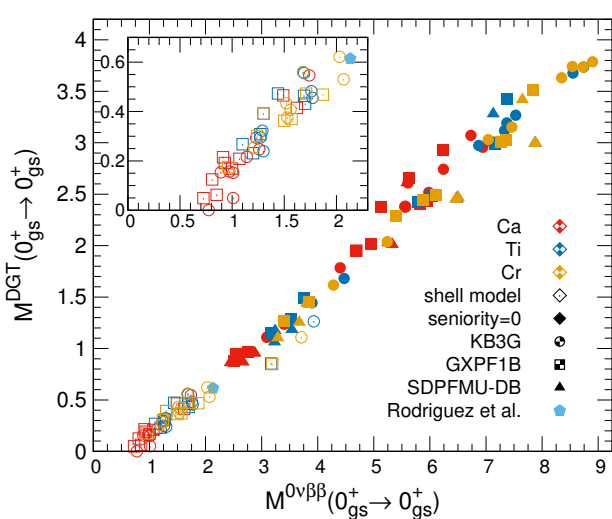 4
3.5
3
2.5
2
1.5
1
0.5
0
0 1 2 3 4 5 6 7 8 9
0.6
0.4
0.2
0
0 0.5 1 1.5 2
Ca
Ti
Cr
shell model
seniority=0
KB3G
GXPF1B
SDPFMU-DB
Rodriguez et al.
M^DGT(0^+_gs → 0^+_gs)
M^0νββ(0^+_gs → 0^+_gs)